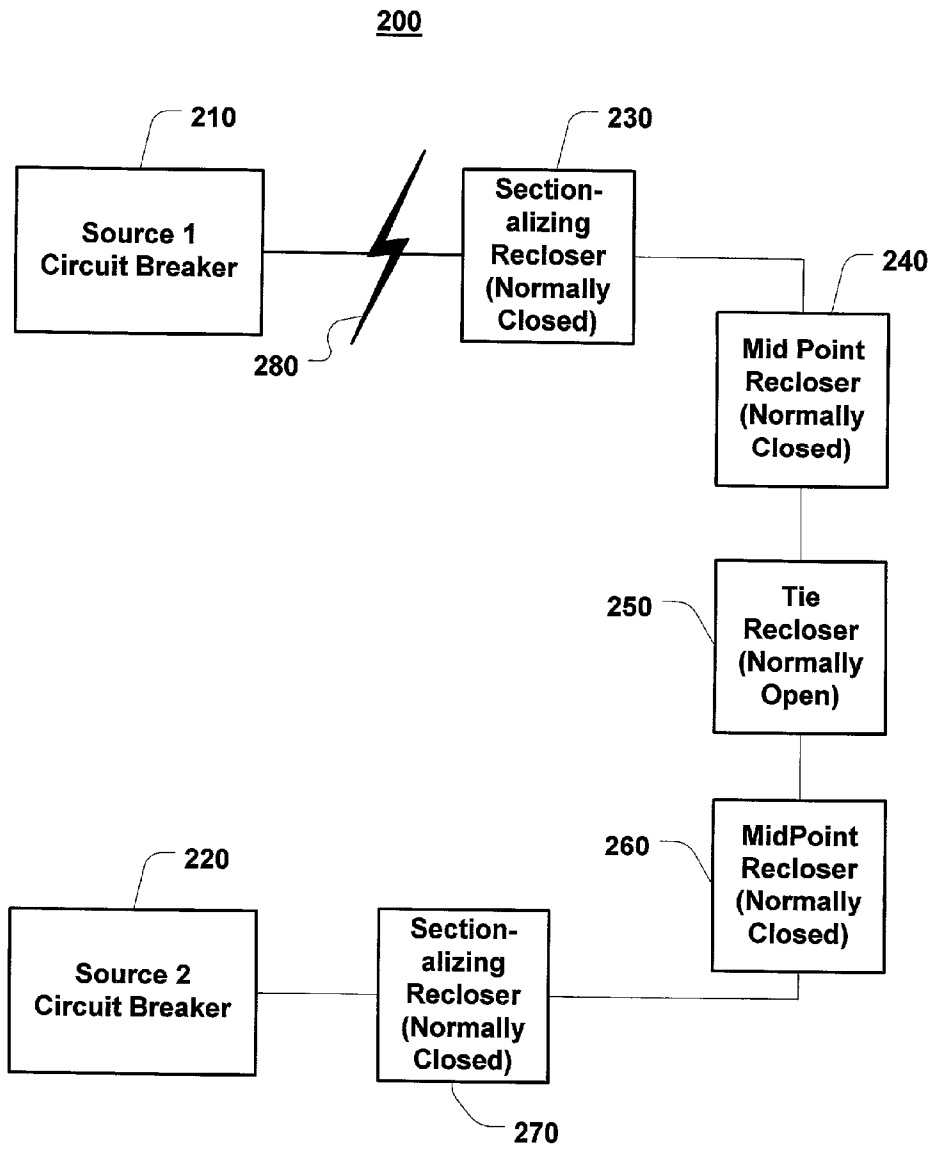 200
210
Source 1
Circuit Breaker
280
230
Section-
alizing
Recloser
(Normally
Closed)
240
Mid Point
Recloser
(Normally
Closed)
250
Tie
Recloser
(Normally
Open)
260
MidPoint
Recloser
(Normally
Closed)
220
Source 2
Circuit Breaker
Section-
alizing
Recloser
(Normally
Closed)
270